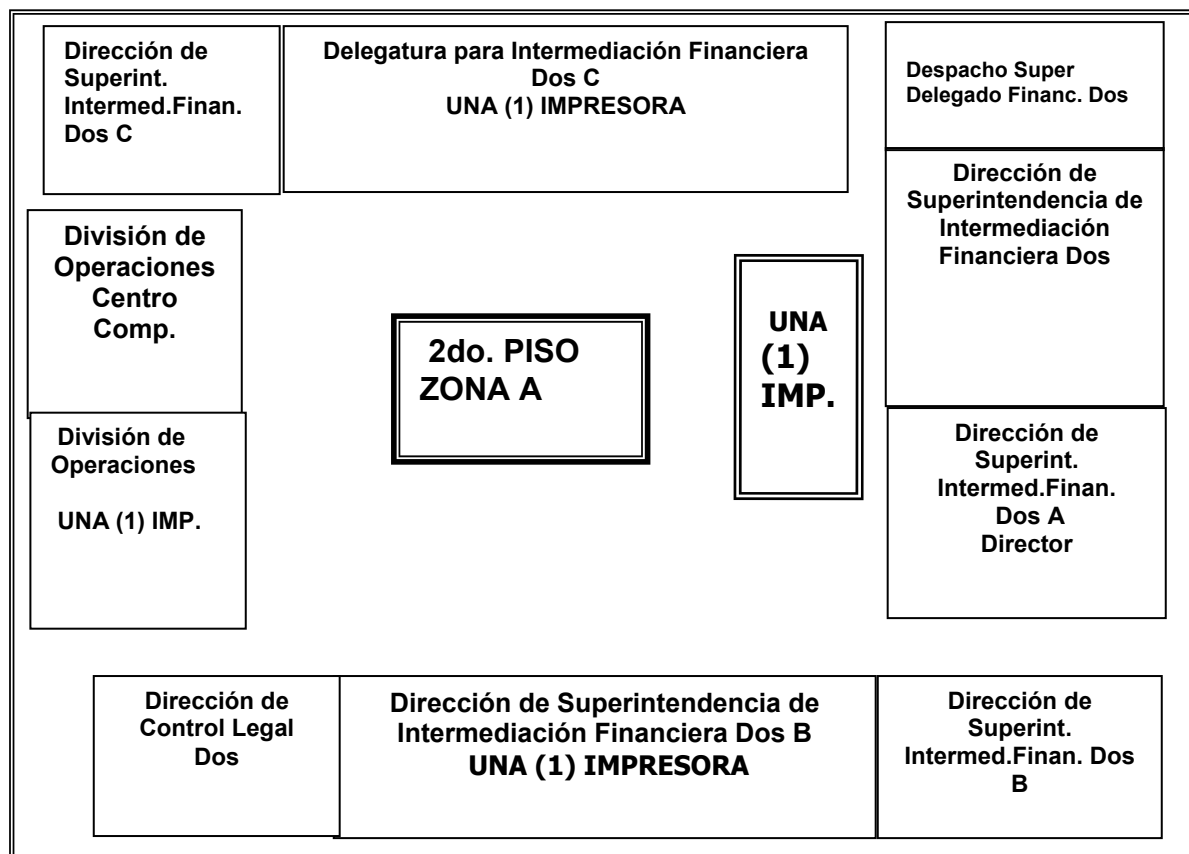 Dirección de
Superint.
Intermed.Finan.
Dos C
Delegatura para Intermediación Financiera
Dos C
UNA (1) IMPRESORA
Despacho Super
Delegado Financ. Dos
Dirección de
Superintendencia de
Intermediación
Financiera Dos
División de
Operaciones
Centro
Comp.
2do. PISO
ZONA A
UNA
(1)
IMP.
División de
Operaciones
UNA (1) IMP.
Dirección de
Superint.
Intermed.Finan.
Dos A
Director
Dirección de
Control Legal
Dos
Dirección de Superintendencia de
Intermediación Financiera Dos B
UNA (1) IMPRESORA
Dirección de
Superint.
Intermed.Finan. Dos
B